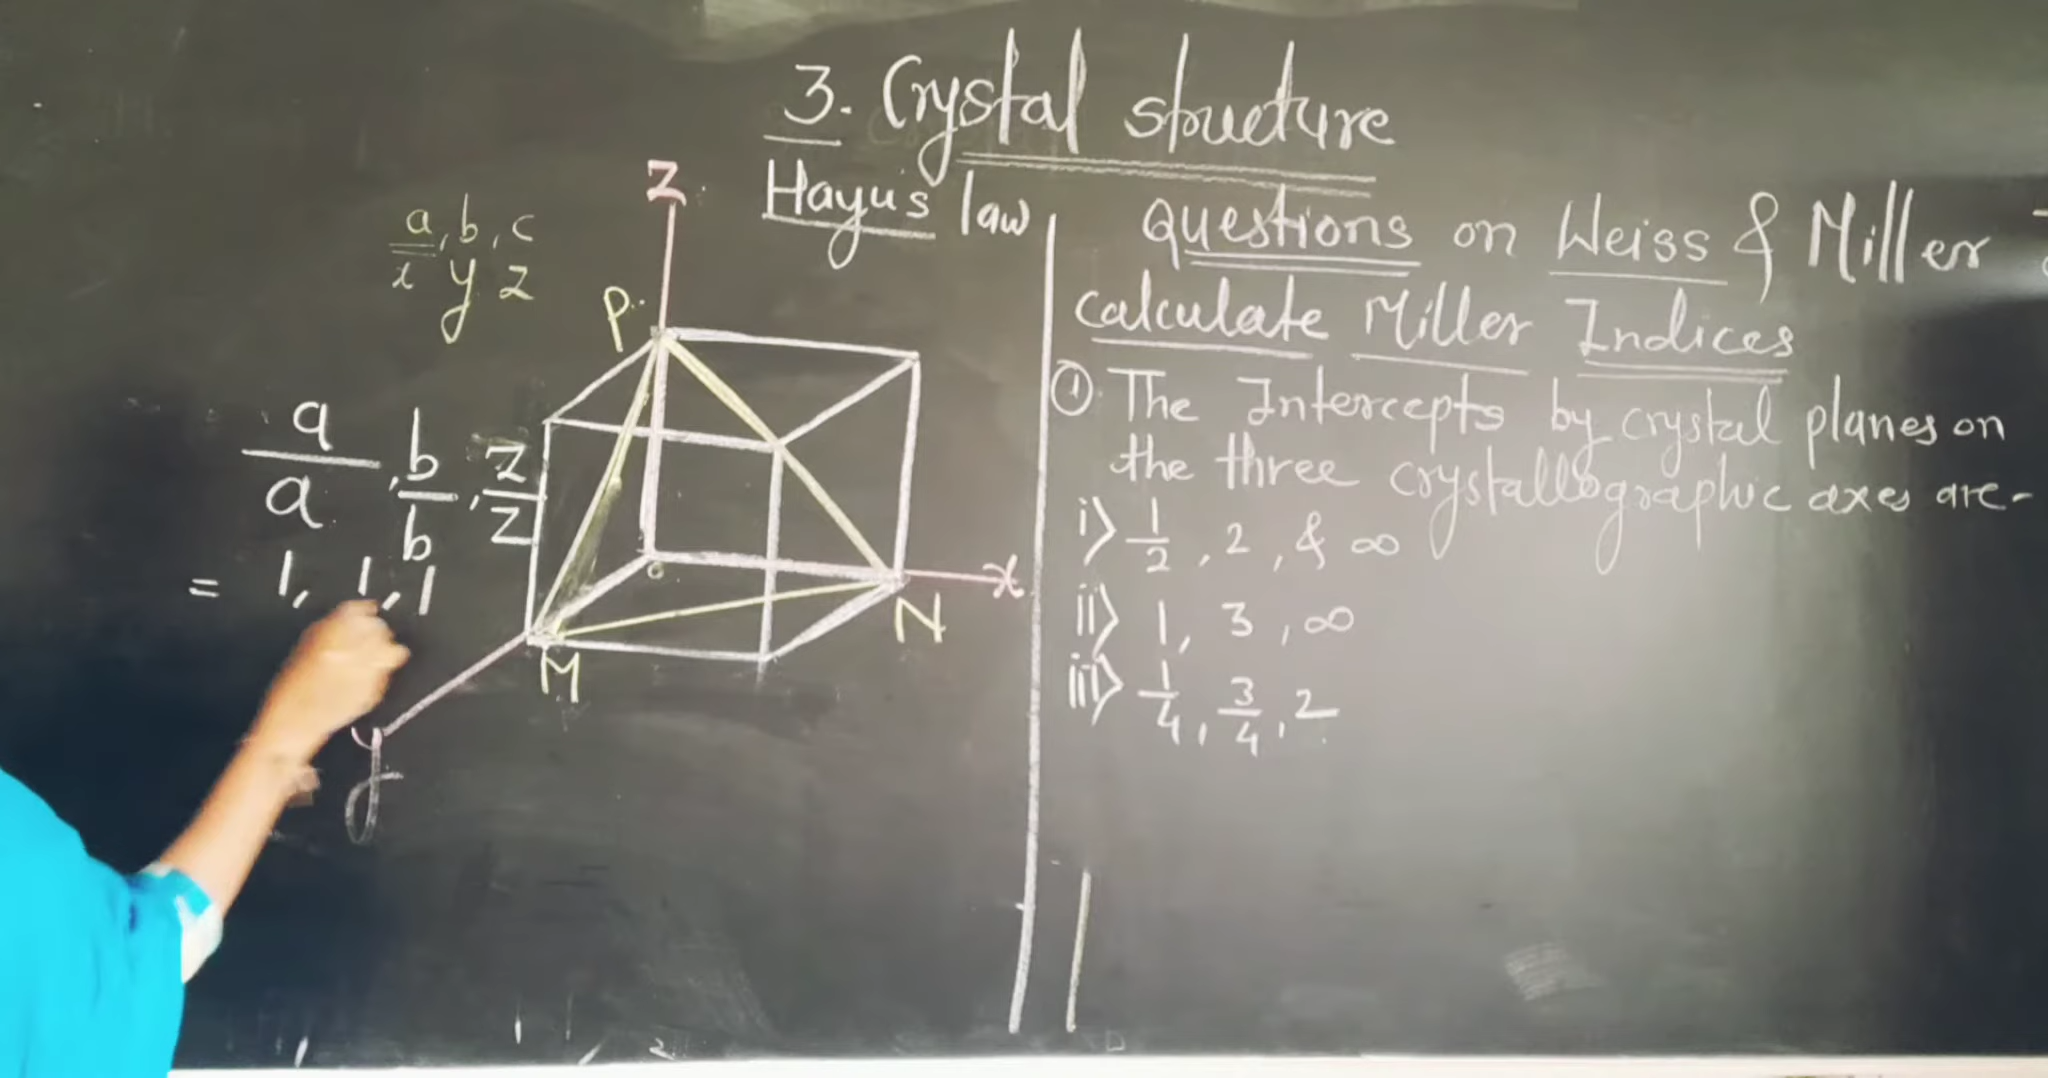 3. Crystal structure
Hayu's law
a, b, c
x y z
Z
P
a/a, b/b, z/z
= 1, 1, 1
o
x
N
M
y
Questions on Weiss & Miller
Calculate Miller Indices
① The Intercepts by crystal planes on
the three crystallographic axes are-
i) 1/2, 2, & ∞
ii) 1, 3, ∞
iii) 1/4, 3/4, 2